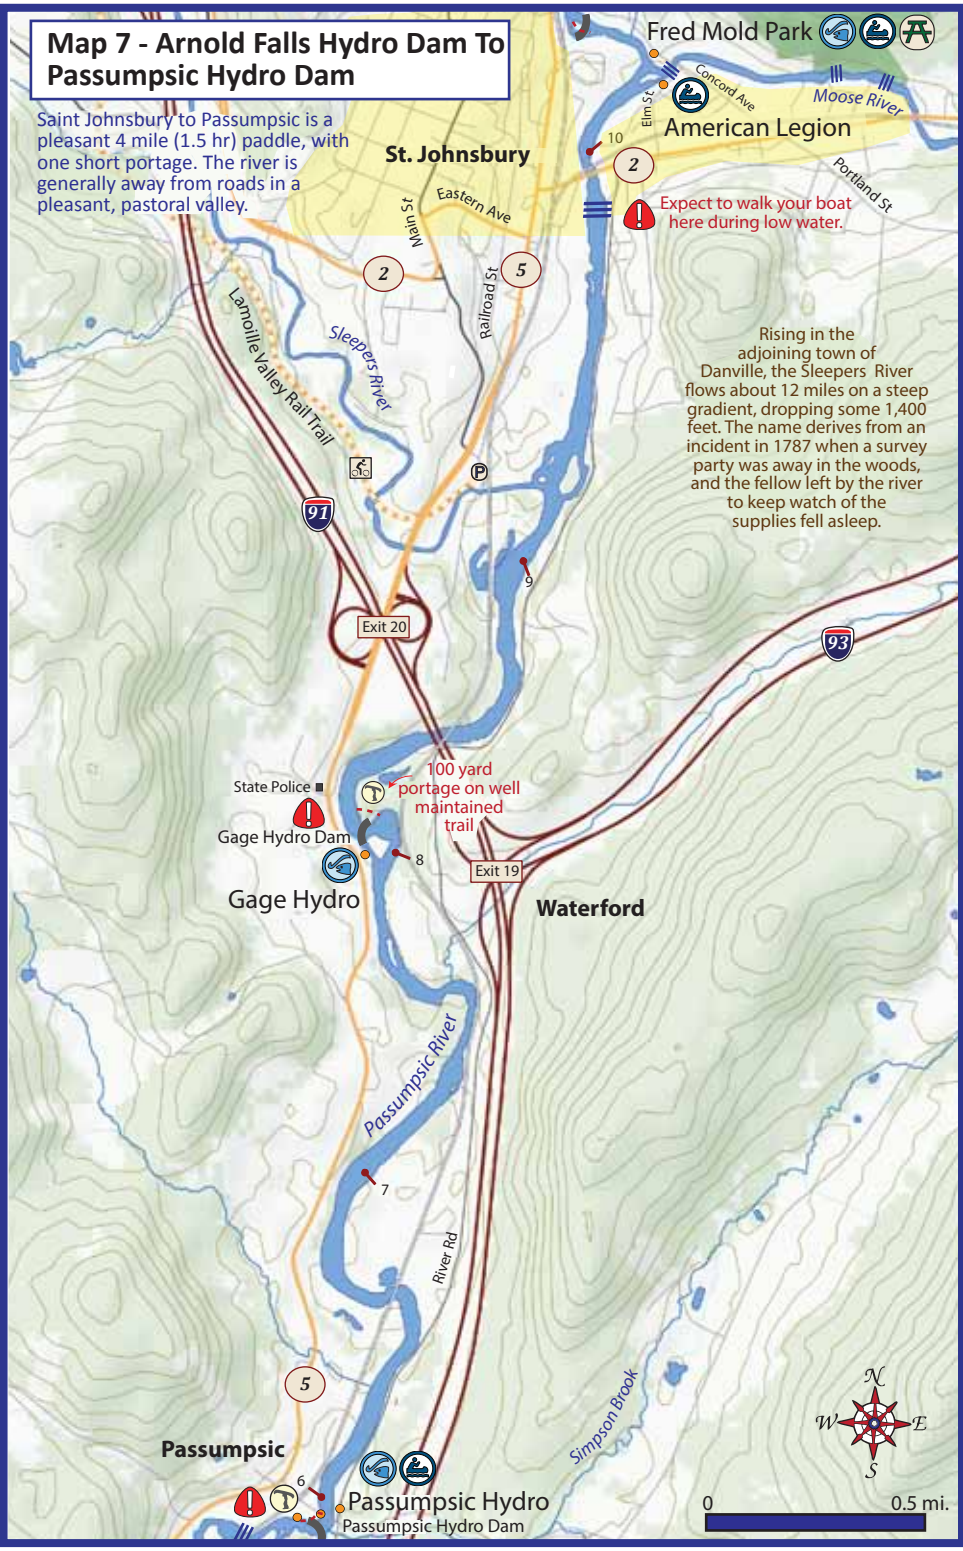 Map 7 - Arnold Falls Hydro Dam To
Passumpsic Hydro Dam
Saint Johnsbury to Passumpsic is a
pleasant 4 mile (1.5 hr) paddle, with
one short portage. The river is
generally away from roads in a
pleasant, pastoral valley.
Fred Mold Park
Concord Ave
Moose River
Elm St
American Legion
10
St. Johnsbury
2
Portland St
Eastern Ave
Main St
Expect to walk your boat
here during low water.
2
5
Railroad St
Lamoille Valley Rail Trail
Sleepers River
Rising in the
adjoining town of
Danville, the Sleepers River
flows about 12 miles on a steep
gradient, dropping some 1,400
feet. The name derives from an
incident in 1787 when a survey
party was away in the woods,
and the fellow left by the river
to keep watch of the
supplies fell asleep.
P
91
9
Exit 20
93
100 yard
portage on well
maintained
trail
State Police
Gage Hydro Dam
8
Exit 19
Gage Hydro
Waterford
Passumpsic River
7
River Rd
5
Simpson Brook
N
W E
S
Passumpsic
6
Passumpsic Hydro
Passumpsic Hydro Dam
0 0.5 mi.